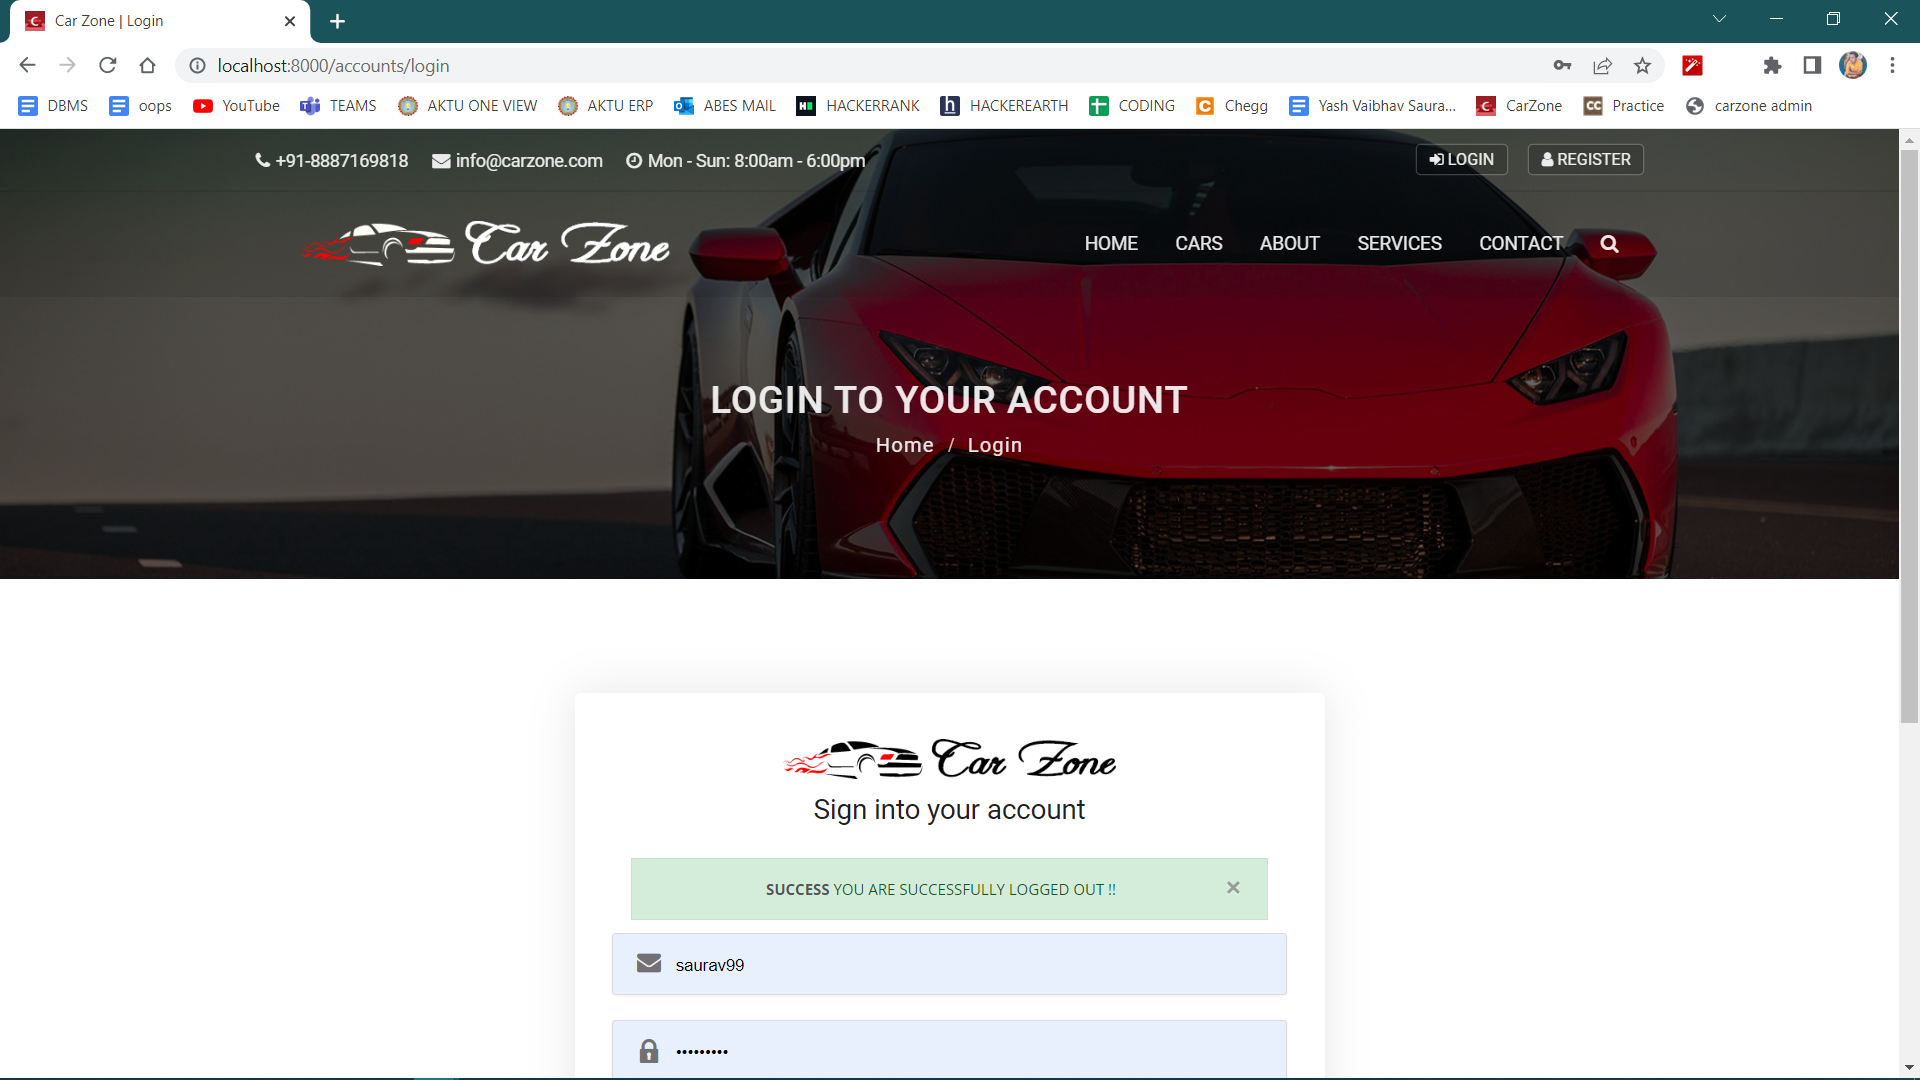 Car Zone | Login
localhost:8000/accounts/login
DBMS oops YouTube TEAMS AKTU ONE VIEW AKTU ERP ABES MAIL HACKERRANK HACKEREARTH CODING Chegg Yash Vaibhav Saura... CarZone Practice carzone admin
+91-8887169818 info@carzone.com Mon - Sun: 8:00am - 6:00pm LOGIN REGISTER
Car Zone HOME CARS ABOUT SERVICES CONTACT
LOGIN TO YOUR ACCOUNT
Home / Login
Car Zone
Sign into your account
SUCCESS YOU ARE SUCCESSFULLY LOGGED OUT !!
saurav99
•••••••••